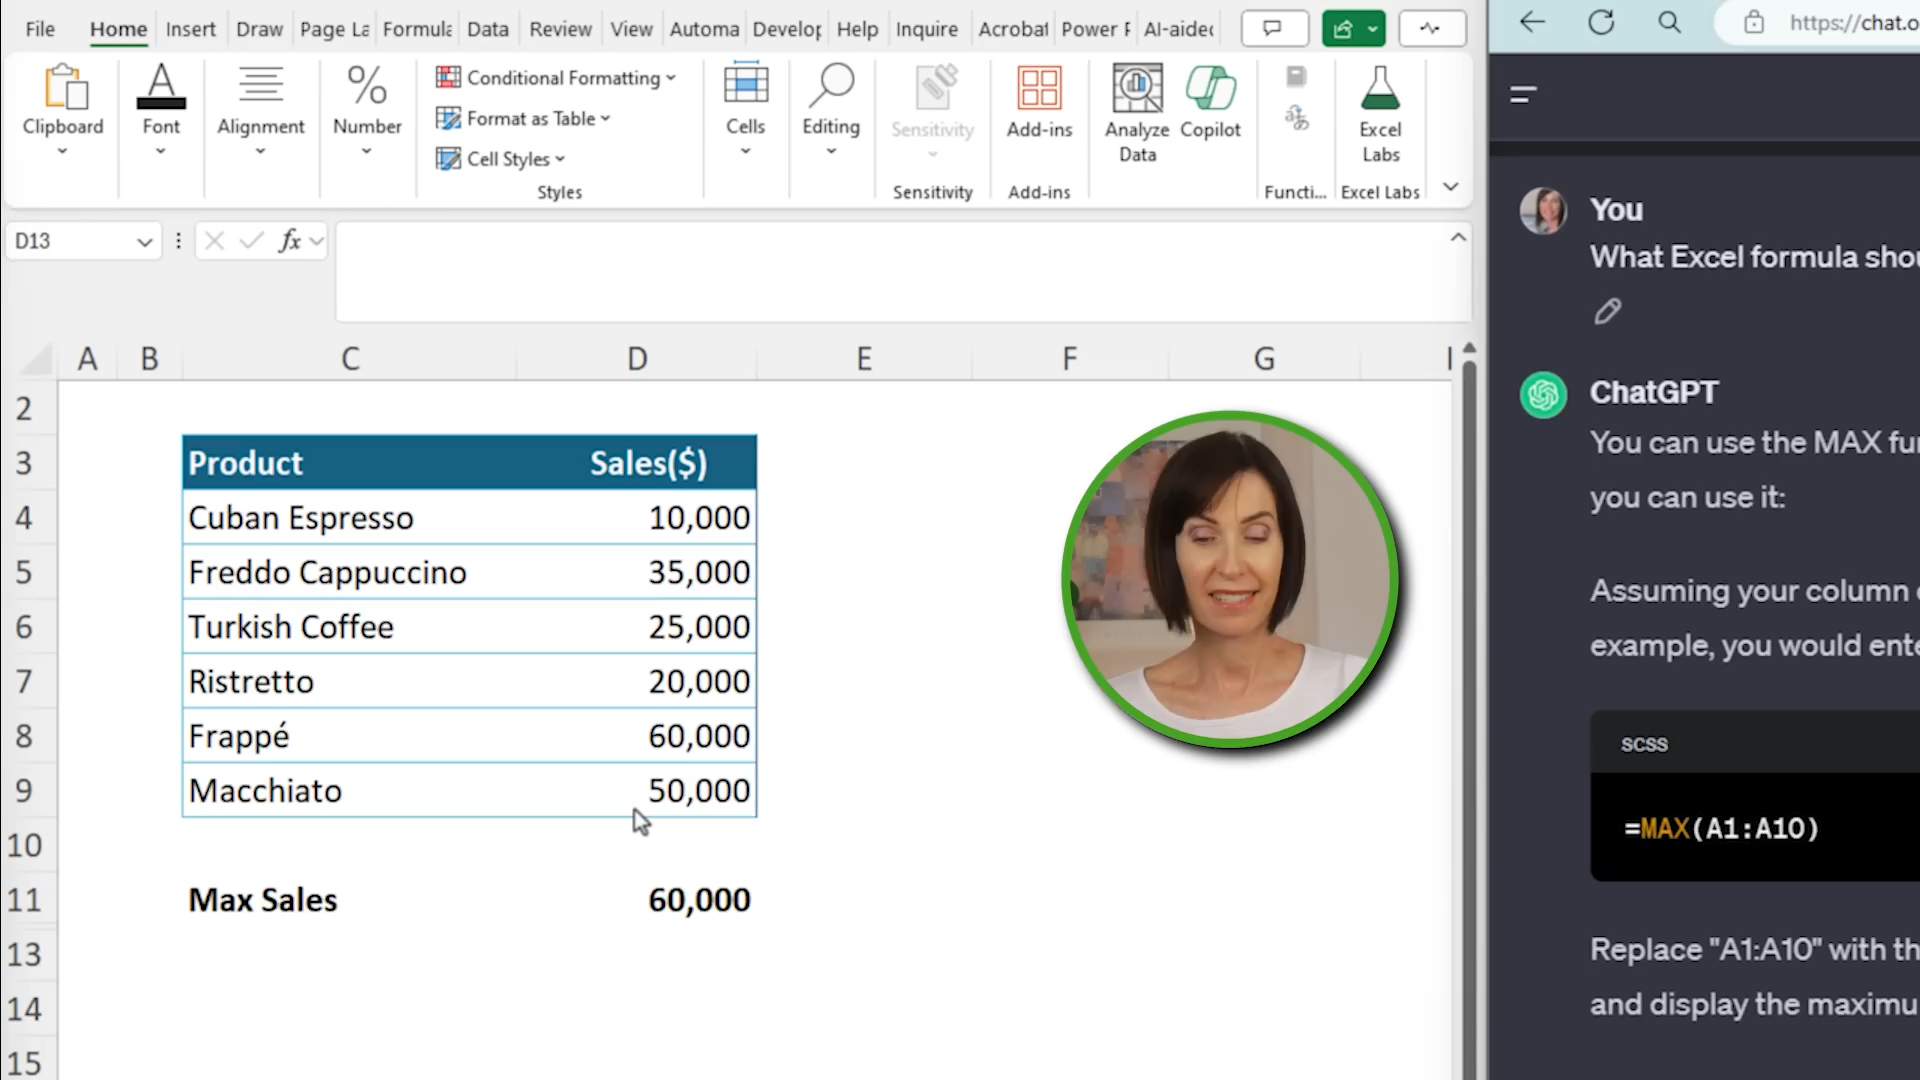 File Home Insert Draw Page La Formula Data Review View Automa Develop Help Inquire Acrobat Power P AI-aided
Clipboard
Font
Alignment
%
Number
Conditional Formatting
Format as Table
Cell Styles
Styles
Cells
Editing
Sensitivity
Sensitivity
Add-ins
Add-ins
Analyze
Data
Copilot
Functi...
Excel
Labs
Excel Labs
D13
fx
A B C D E F G
2
3 Product Sales($)
4 Cuban Espresso 10,000
5 Freddo Cappuccino 35,000
6 Turkish Coffee 25,000
7 Ristretto 20,000
8 Frappé 60,000
9 Macchiato 50,000
10
11 Max Sales 60,000
13
14
15
https://chat.o
You
What Excel formula shou
ChatGPT
You can use the MAX fun
you can use it:
Assuming your column
example, you would ente
scss
=MAX(A1:A10)
Replace "A1:A10" with th
and display the maximu